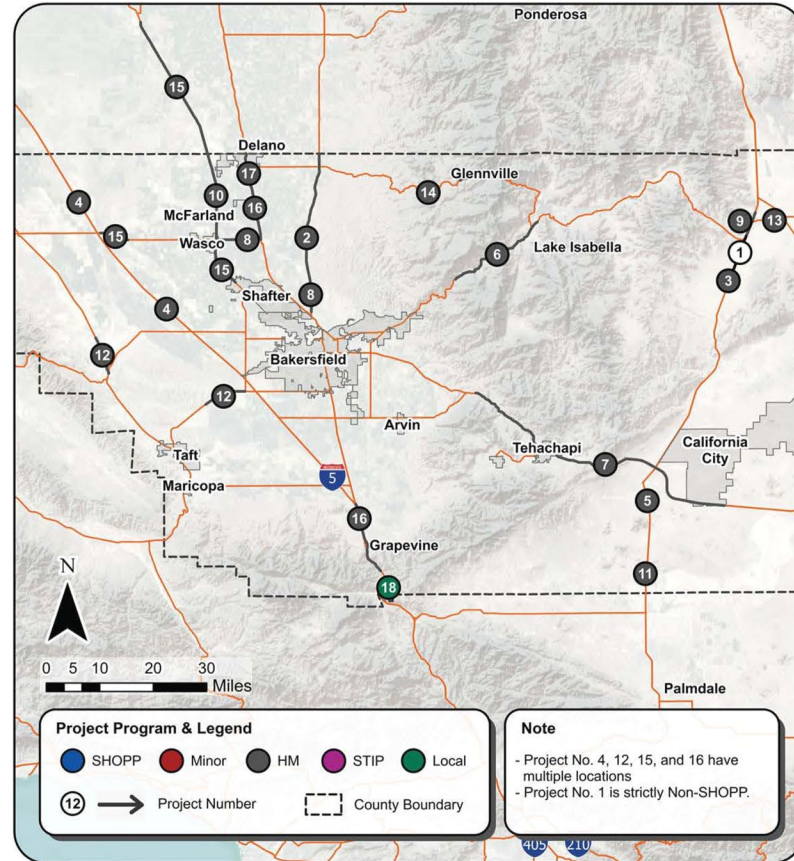 Ponderosa
15
Delano
17
Glennville
14
4
10
McFarland
16
9
13
15
Wasco
8
2
Lake Isabella
6
1
15
3
Shafter
8
4
12
Bakersfield
12
Arvin
Taft
Tehachapi
California
City
7
Maricopa
5
5
16
Grapevine
N
18
11
0 5 10 20 30
Miles
Palmdale
Project Program & Legend
SHOPP
Minor
HM
STIP
Local
12
Project Number
County Boundary
Note
- Project No. 4, 12, 15, and 16 have
multiple locations
- Project No. 1 is strictly Non-SHOPP.
405
210